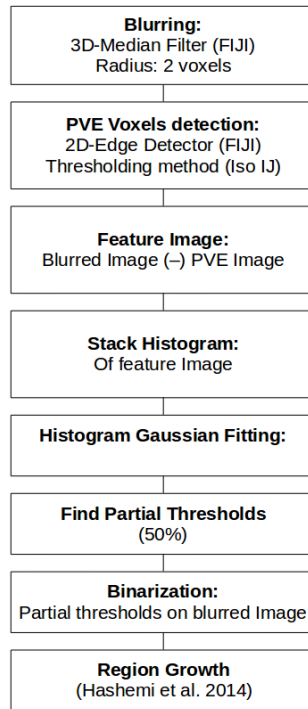 Blurring:
3D-Median Filter (FIJI)
Radius: 2 voxels
PVE Voxels detection:
2D-Edge Detector (FIJI)
Thresholding method (Iso IJ)
Feature Image:
Blurred Image (–) PVE Image
Stack Histogram:
Of feature Image
Histogram Gaussian Fitting:
Find Partial Thresholds
(50%)
Binarization:
Partial thresholds on blurred Image
Region Growth
(Hashemi et al. 2014)